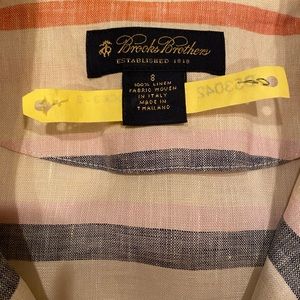 Brooks Brothers
ESTABLISHED 1818
8
100% LINEN
FABRIC WOVEN
IN ITALY
MADE IN
THAILAND